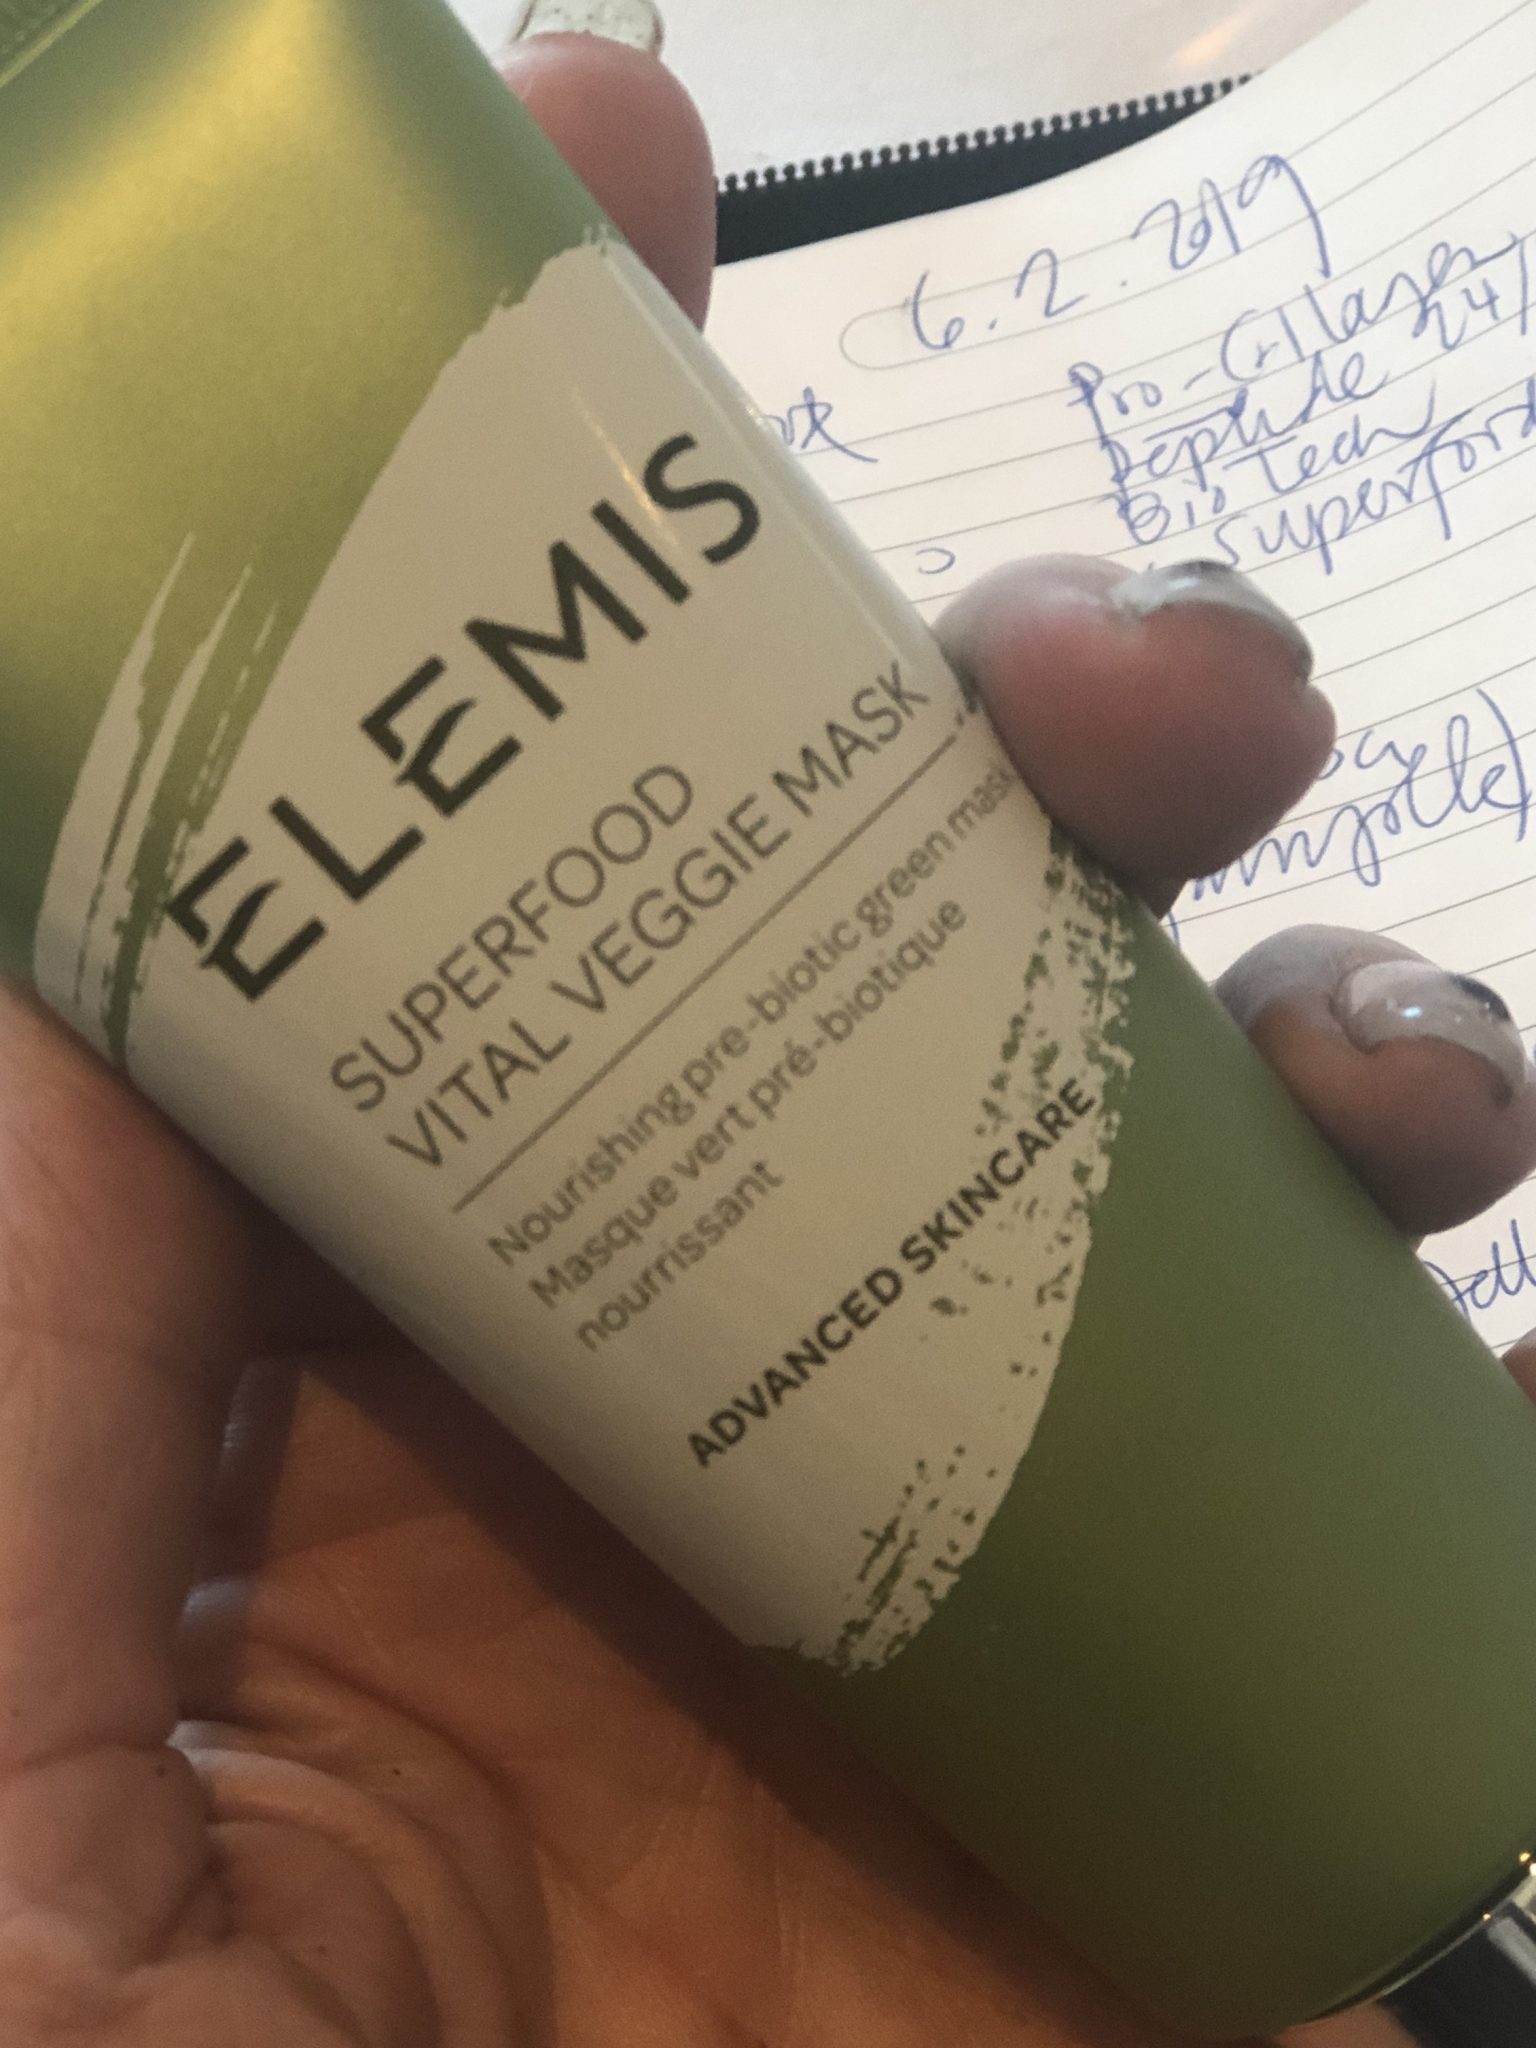 ELEMIS
SUPERFOOD
VITAL VEGGIE MASK
Nourishing pre-biotic green mask
Masque vert pré-biotique
nourrissant
ADVANCED SKINCARE
6.2.2019
Pro-Collagen
Peptide 24/
Bio Tech
Superfood